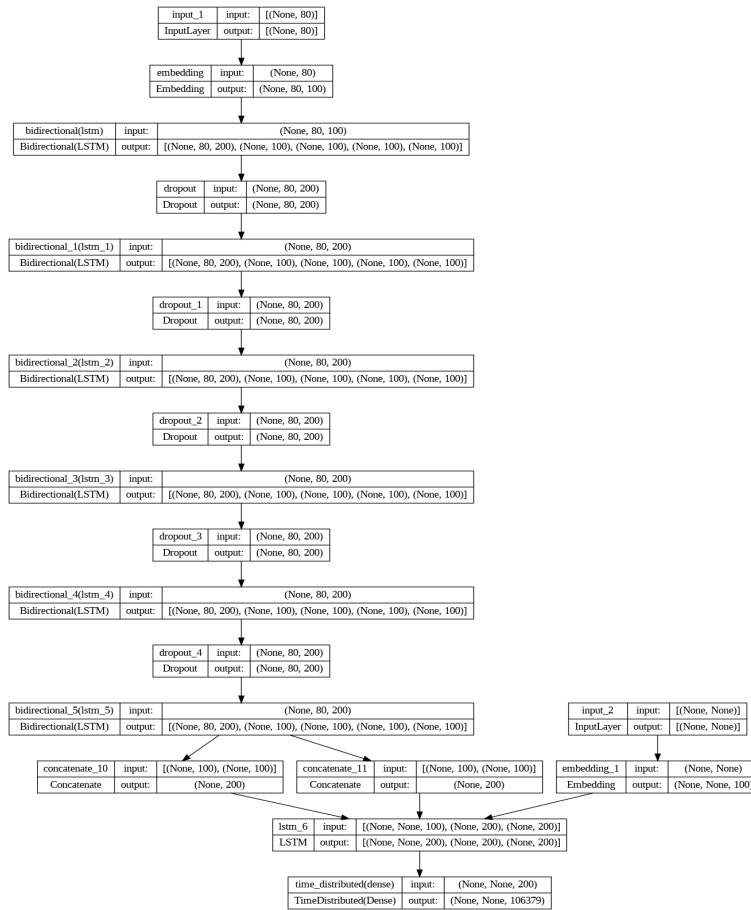 input_1 input: [(None, 80)]
InputLayer output: [(None, 80)]
embedding input: (None, 80)
Embedding output: (None, 80, 100)
bidirectional(lstm) input: (None, 80, 100)
Bidirectional(LSTM) output: [(None, 80, 200), (None, 100), (None, 100), (None, 100), (None, 100)]
dropout input: (None, 80, 200)
Dropout output: (None, 80, 200)
bidirectional_1(lstm_1) input: (None, 80, 200)
Bidirectional(LSTM) output: [(None, 80, 200), (None, 100), (None, 100), (None, 100), (None, 100)]
dropout_1 input: (None, 80, 200)
Dropout output: (None, 80, 200)
bidirectional_2(lstm_2) input: (None, 80, 200)
Bidirectional(LSTM) output: [(None, 80, 200), (None, 100), (None, 100), (None, 100), (None, 100)]
dropout_2 input: (None, 80, 200)
Dropout output: (None, 80, 200)
bidirectional_3(lstm_3) input: (None, 80, 200)
Bidirectional(LSTM) output: [(None, 80, 200), (None, 100), (None, 100), (None, 100), (None, 100)]
dropout_3 input: (None, 80, 200)
Dropout output: (None, 80, 200)
bidirectional_4(lstm_4) input: (None, 80, 200)
Bidirectional(LSTM) output: [(None, 80, 200), (None, 100), (None, 100), (None, 100), (None, 100)]
dropout_4 input: (None, 80, 200)
Dropout output: (None, 80, 200)
bidirectional_5(lstm_5) input: (None, 80, 200)
Bidirectional(LSTM) output: [(None, 80, 200), (None, 100), (None, 100), (None, 100), (None, 100)]
input_2 input: [(None, None)]
InputLayer output: [(None, None)]
concatenate_10 input: [(None, 100), (None, 100)]
Concatenate output: (None, 200)
concatenate_11 input: [(None, 100), (None, 100)]
Concatenate output: (None, 200)
embedding_1 input: (None, None)
Embedding output: (None, None, 100)
lstm_6 input: [(None, None, 100), (None, 200), (None, 200)]
LSTM output: [(None, None, 200), (None, 200), (None, 200)]
time_distributed(dense) input: (None, None, 200)
TimeDistributed(Dense) output: (None, None, 106379)